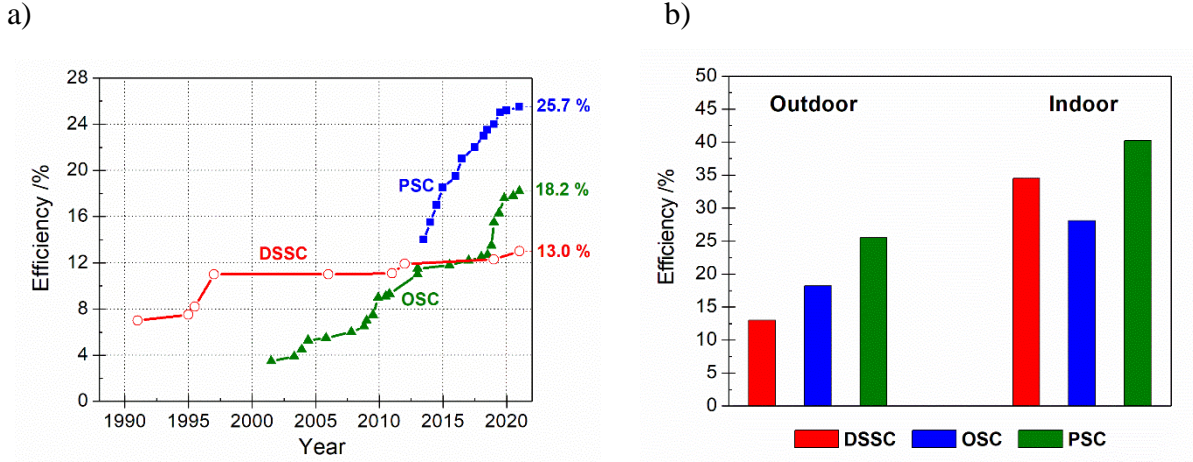 a)
b)
28
24
20
16
12
8
4
0
Efficiency /%
1990 1995 2000 2005 2010 2015 2020
Year
PSC
DSSC
OSC
25.7 %
18.2 %
13.0 %
50
45
40
35
30
25
20
15
10
5
0
Efficiency /%
Outdoor Indoor
DSSC OSC PSC